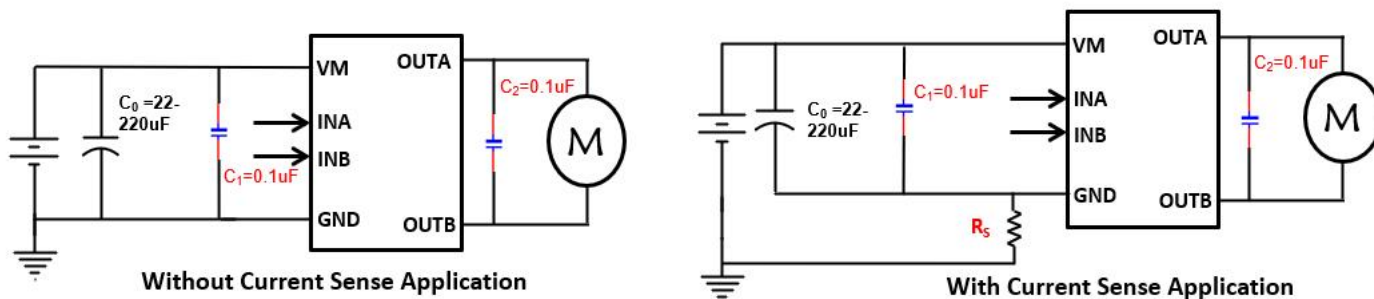 VM
OUTA
C₀ =22-
220uF
C₂=0.1uF
INA
M
INB
C₁=0.1uF
GND
OUTB
Without Current Sense Application
VM
OUTA
C₂=0.1uF
C₁=0.1uF
C₀ =22-
220uF
INA
M
INB
GND
OUTB
Rₛ
With Current Sense Application